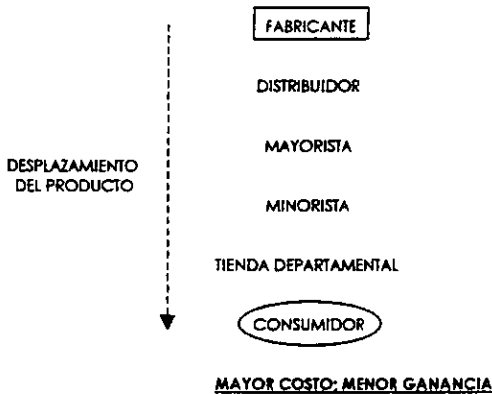 FABRICANTE
DISTRIBUIDOR
MAYORISTA
DESPLAZAMIENTO
DEL PRODUCTO
MINORISTA
TIENDA DEPARTAMENTAL
CONSUMIDOR
MAYOR COSTO; MENOR GANANCIA